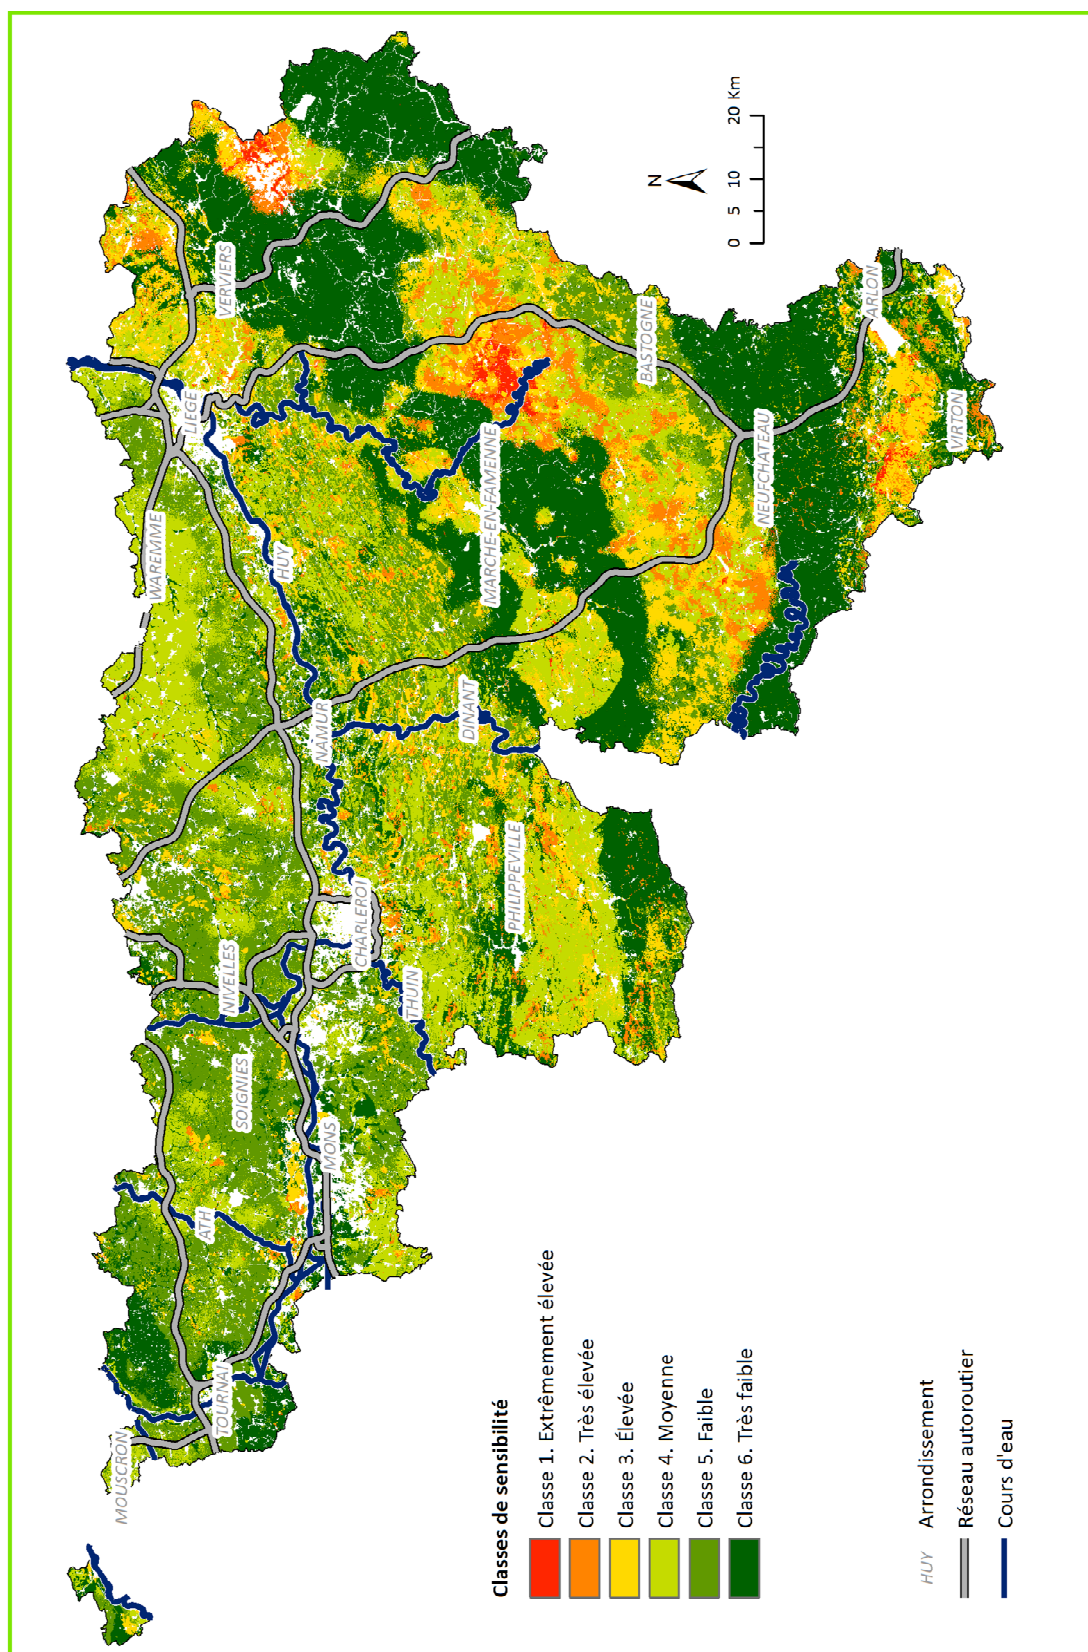 MOUSCRON
TOURNAI
ATH
SOIGNIES
MONS
NIVELLES
CHARLEROI
THUIN
NAMUR
WAREMME
HUY
LIEGE
VERVIERS
DINANT
PHILIPPEVILLE
MARCHE-EN-FAMENNE
BASTOGNE
NEUFCHATEAU
ARLON
VIRTON
N
0 5 10 20 Km
Classes de sensibilité
Classe 1. Extrêmement élevée
Classe 2. Très élevée
Classe 3. Élevée
Classe 4. Moyenne
Classe 5. Faible
Classe 6. Très faible
HUY Arrondissement
Réseau autoroutier
Cours d'eau